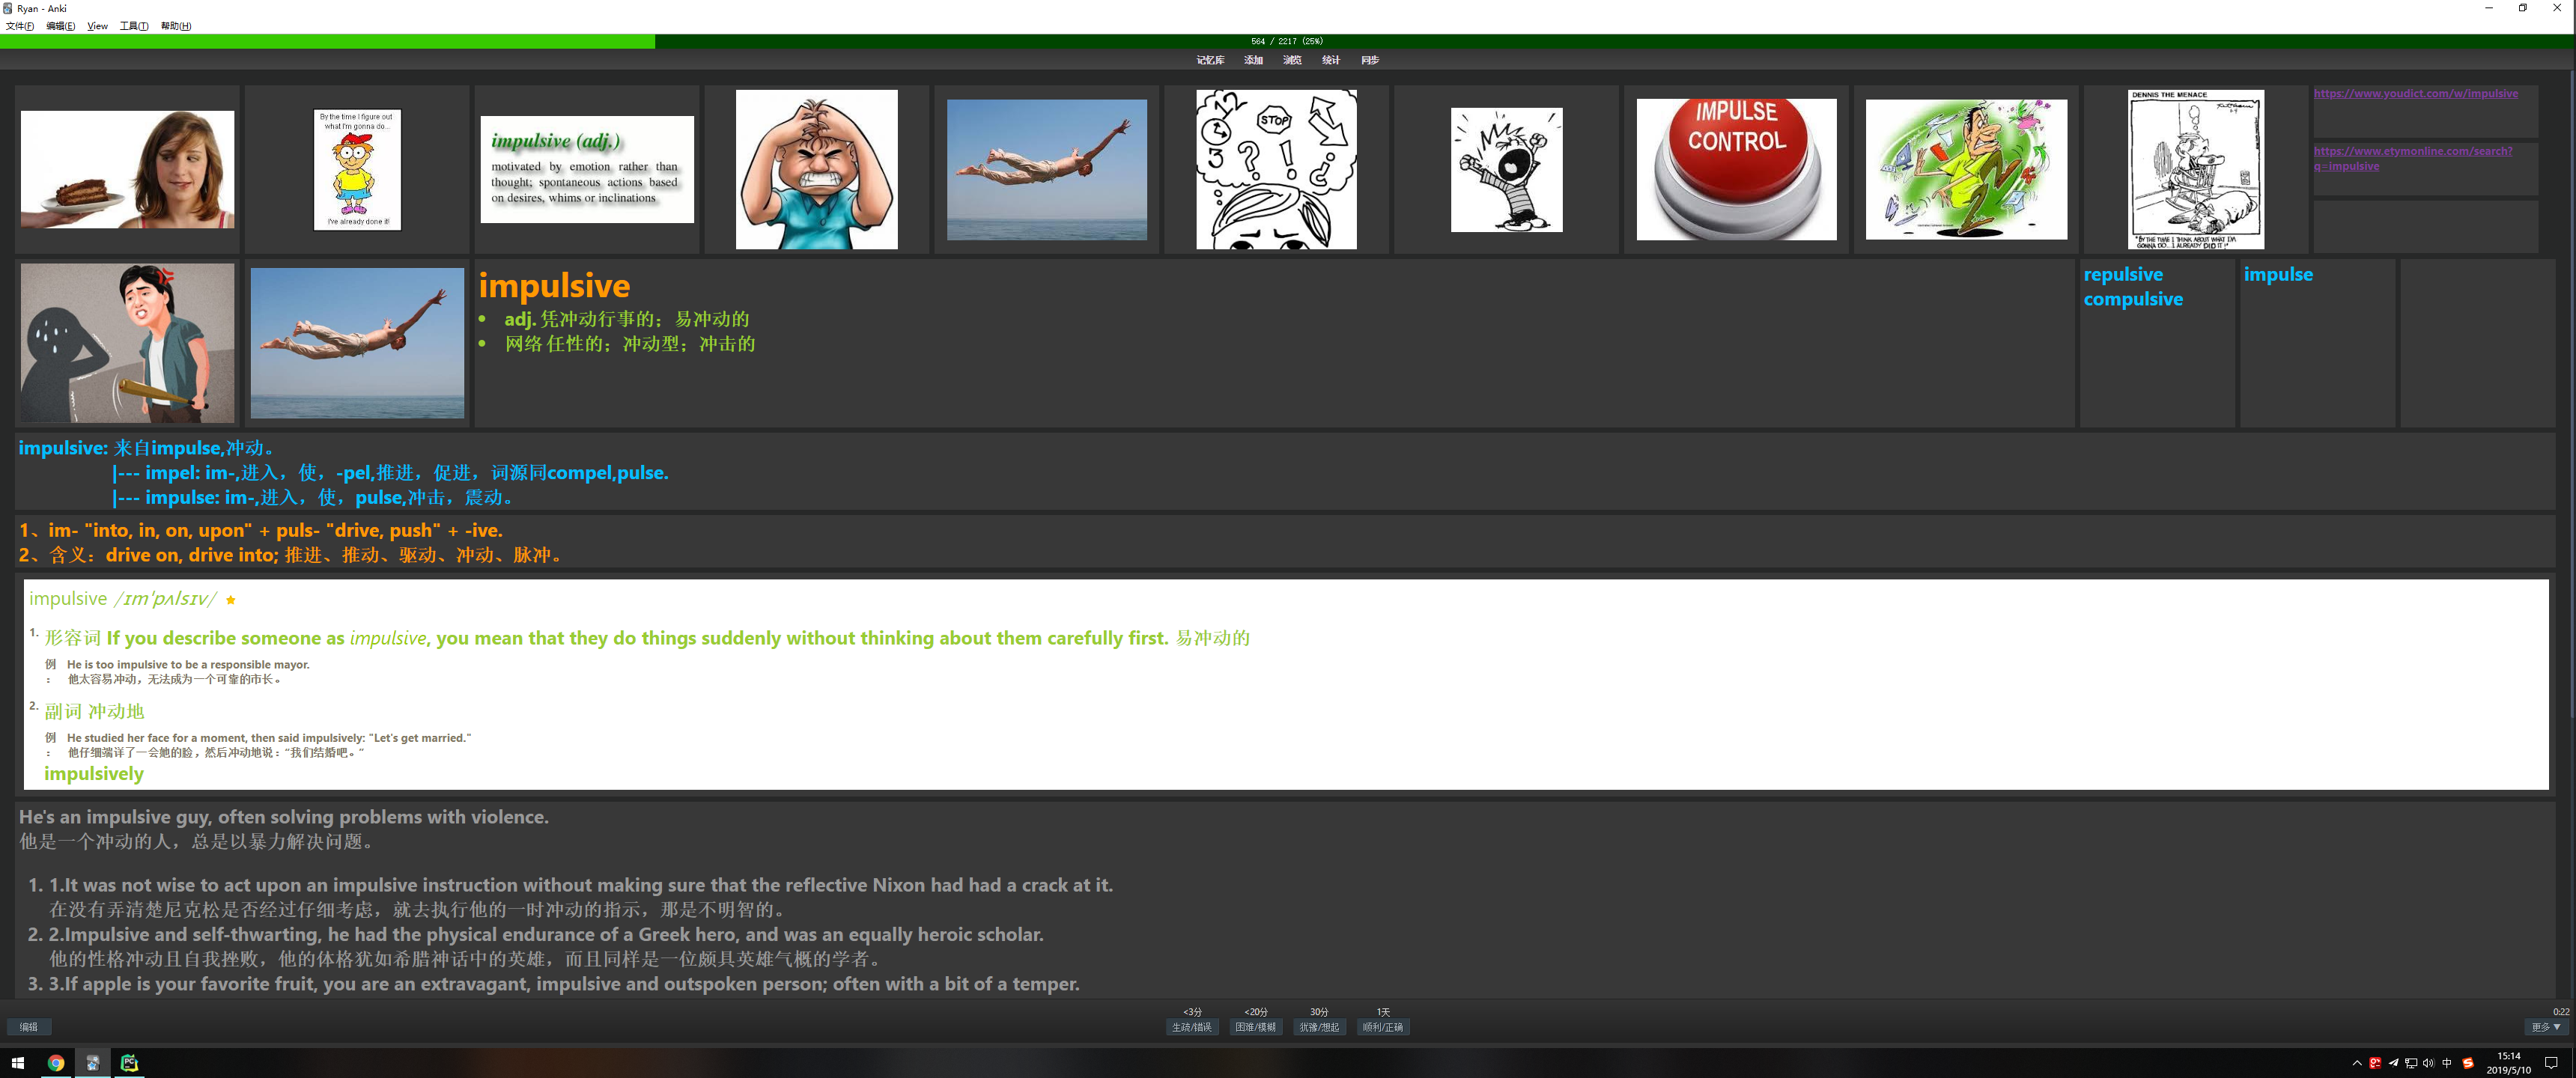 Ryan - Anki
文件(F) 编辑(E) View 工具(T) 帮助(H)
564 / 2217 (25%)
记忆库 添加 浏览 统计 同步
By the time I figure out
what I'm gonna do...
I've already done it!
impulsive (adj.)
motivated by emotion rather than
thought; spontaneous actions based
on desires, whims or inclinations
12
3
STOP
IMPULSE
CONTROL
DENNIS THE MENACE
"BY THE TIME I THINK ABOUT WHAT I'M
GONNA DO...I ALREADY DID IT!"
https://www.youdict.com/w/impulsive
https://www.etymonline.com/search?
q=impulsive
impulsive
• adj. 凭冲动行事的；易冲动的
• 网络 任性的；冲动型；冲击的
repulsive
compulsive
impulse
impulsive: 来自impulse,冲动。
|--- impel: im-,进入，使，-pel,推进，促进，词源同compel,pulse.
|--- impulse: im-,进入，使，pulse,冲击，震动。
1、im- "into, in, on, upon" + puls- "drive, push" + -ive.
2、含义：drive on, drive into; 推进、推动、驱动、冲动、脉冲。
impulsive /ɪmˈpʌlsɪv/
1. 形容词 If you describe someone as impulsive, you mean that they do things suddenly without thinking about them carefully first. 易冲动的
例 He is too impulsive to be a responsible mayor.
： 他太容易冲动，无法成为一个可靠的市长。
2. 副词 冲动地
例 He studied her face for a moment, then said impulsively: "Let's get married."
： 他仔细端详了一会她的脸，然后冲动地说：“我们结婚吧。”
impulsively
He's an impulsive guy, often solving problems with violence.
他是一个冲动的人，总是以暴力解决问题。
1. 1.It was not wise to act upon an impulsive instruction without making sure that the reflective Nixon had had a crack at it.
在没有弄清楚尼克松是否经过仔细考虑，就去执行他的一时冲动的指示，那是不明智的。
2. 2.Impulsive and self-thwarting, he had the physical endurance of a Greek hero, and was an equally heroic scholar.
他的性格冲动且自我挫败，他的体格犹如希腊神话中的英雄，而且同样是一位颇具英雄气概的学者。
3. 3.If apple is your favorite fruit, you are an extravagant, impulsive and outspoken person; often with a bit of a temper.
<3分 <20分 30分 1天
0:22
编辑 生疏/错误 困难/模糊 犹豫/想起 顺利/正确 更多▼
中
15:14
2019/5/10